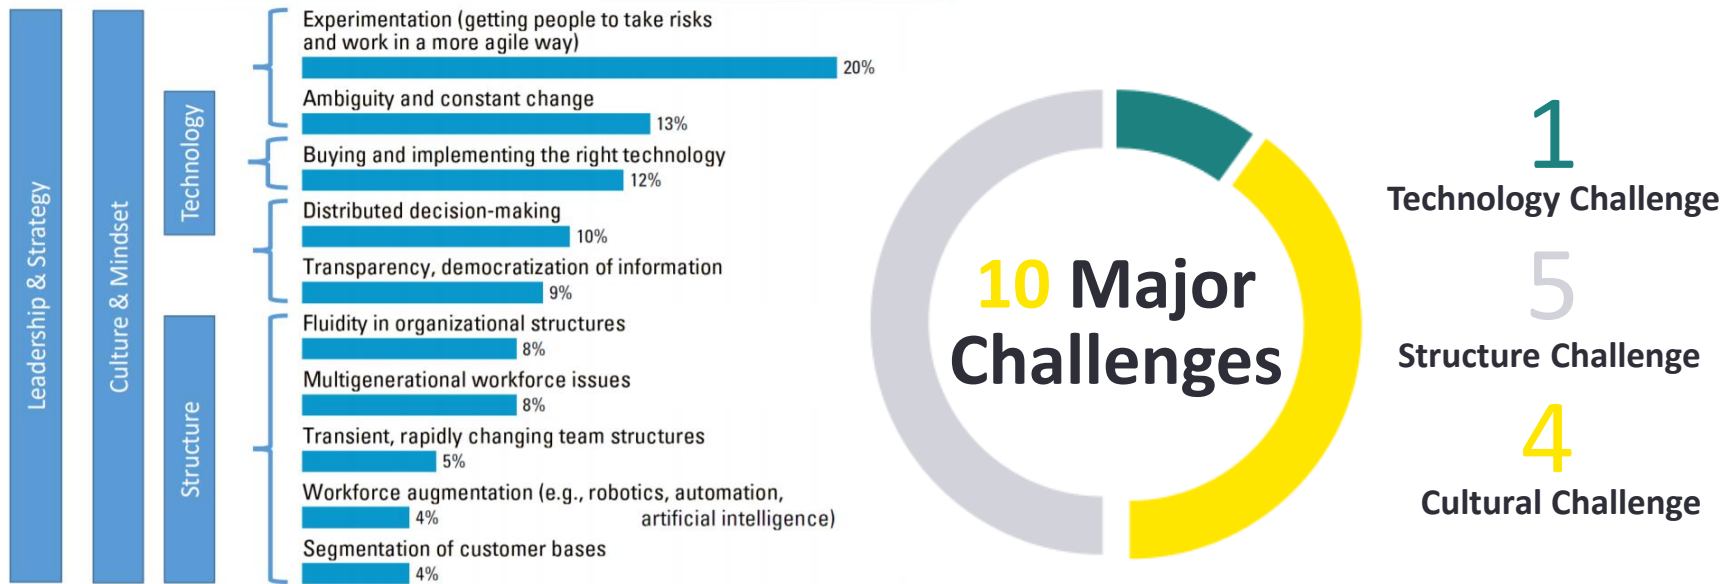 Leadership & Strategy
Culture & Mindset
Technology
Structure
Experimentation (getting people to take risks
and work in a more agile way)
20%
Ambiguity and constant change
13%
Buying and implementing the right technology
12%
Distributed decision-making
10%
Transparency, democratization of information
9%
Fluidity in organizational structures
8%
Multigenerational workforce issues
8%
Transient, rapidly changing team structures
5%
Workforce augmentation (e.g., robotics, automation,
artificial intelligence)
4%
Segmentation of customer bases
4%
10 Major
Challenges
1
Technology Challenge
5
Structure Challenge
4
Cultural Challenge